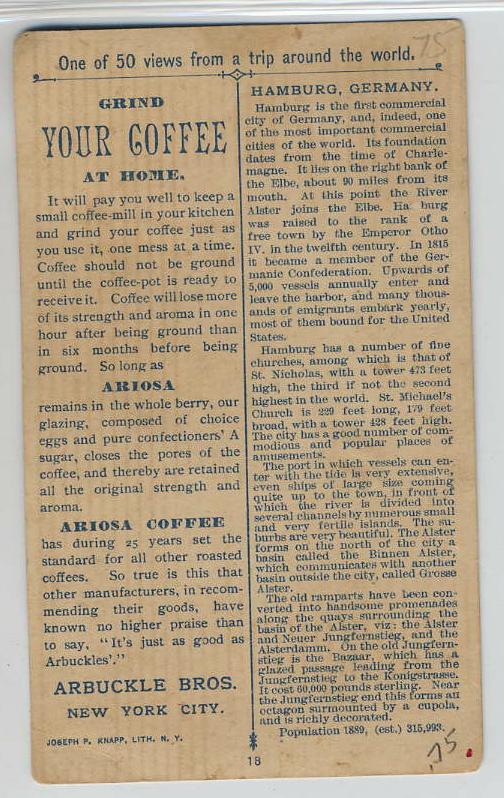 75
One of 50 views from a trip around the world.
GRIND
YOUR COFFEE
AT HOME.
It will pay you well to keep a
small coffee-mill in your kitchen
and grind your coffee just as
you use it, one mess at a time.
Coffee should not be ground
until the coffee-pot is ready to
receive it. Coffee will lose more
of its strength and aroma in one
hour after being ground than
in six months before being
ground. So long as
ARIOSA
remains in the whole berry, our
glazing, composed of choice
eggs and pure confectioners' A
sugar, closes the pores of the
coffee, and thereby are retained
all the original strength and
aroma.
ARIOSA COFFEE
has during 25 years set the
standard for all other roasted
coffees. So true is this that
other manufacturers, in recom-
mending their goods, have
known no higher praise than
to say, "It's just as good as
Arbuckles'."
ARBUCKLE BROS.
NEW YORK CITY.
JOSEPH P. KNAPP, LITH. N. Y.
HAMBURG, GERMANY.
Hamburg is the first commercial
city of Germany, and, indeed, one
of the most important commercial
cities of the world. Its foundation
dates from the time of Charle-
magne. It lies on the right bank of
the Elbe, about 90 miles from its
mouth. At this point the River
Alster joins the Elbe. Ha burg
was raised to the rank of a
free town by the Emperor Otho
IV. in the twelfth century. In 1815
it became a member of the Ger-
manic Confederation. Upwards of
5,000 vessels annually enter and
leave the harbor, and many thous-
ands of emigrants embark yearly,
most of them bound for the United
States.
Hamburg has a number of fine
churches, among which is that of
St. Nicholas, with a tower 473 feet
high, the third if not the second
highest in the world. St. Michael's
Church is 229 feet long, 179 feet
broad, with a tower 428 feet high.
The city has a good number of com-
modious and popular places of
amusements.
The port in which vessels can en-
ter with the tide is very extensive,
even ships of large size coming
quite up to the town, in front of
which the river is divided into
several channels by numerous small
and very fertile islands. The su-
burbs are very beautiful. The Alster
forms on the north of the city a
basin called the Binnen Alster,
which communicates with another
basin outside the city, called Grosse
Alster.
The old ramparts have been con-
verted into handsome promenades
along the quays surrounding the
basin of the Alster, viz: the Alster
and Neuer Jungfernstieg, and the
Alsterdamm. On the old Jungfern-
stieg is the Bazaar, which has a
glazed passage leading from the
Jungfernstieg to the Konigstrasse.
It cost 60,000 pounds sterling. Near
the Jungfernstieg end this forms an
octagon surmounted by a cupola,
and is richly decorated.
Population 1889, (est.) 315,993.
.75
18